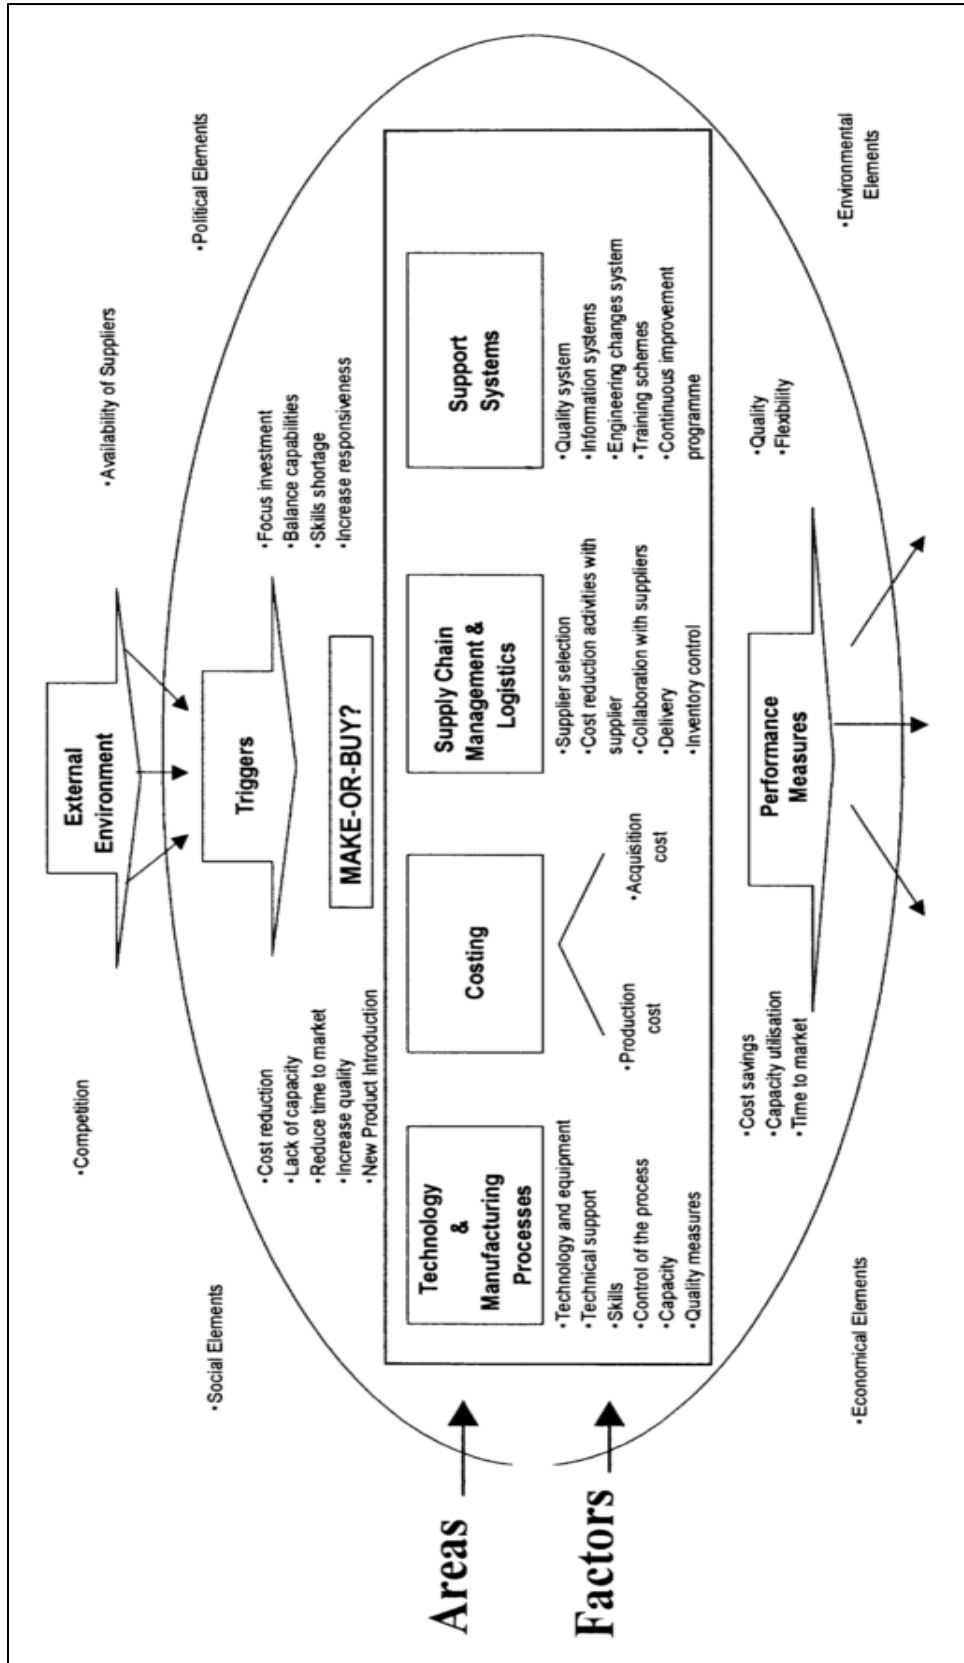 •Competition
External
Environment
•Availability of Suppliers
•Social Elements
•Political Elements
Triggers
•Cost reduction
•Lack of capacity
•Reduce time to market
•Increase quality
•New Product Introduction
•Focus investment
•Balance capabilities
•Skills shortage
•Increase responsiveness
MAKE-OR-BUY?
Areas
Technology
&
Manufacturing
Processes
Costing
Supply Chain
Management &
Logistics
Support
Systems
Factors
•Technology and equipment
•Technical support
•Skills
•Control of the process
•Capacity
•Quality measures
•Production
cost
•Acquisition
cost
•Supplier selection
•Cost reduction activities with
supplier
•Collaboration with suppliers
•Delivery
•Inventory control
•Quality system
•Information systems
•Engineering changes system
•Training schemes
•Continuous improvement
programme
•Cost savings
•Capacity utilisation
•Time to market
Performance
Measures
•Quality
•Flexibility
•Economical Elements
•Environmental
Elements